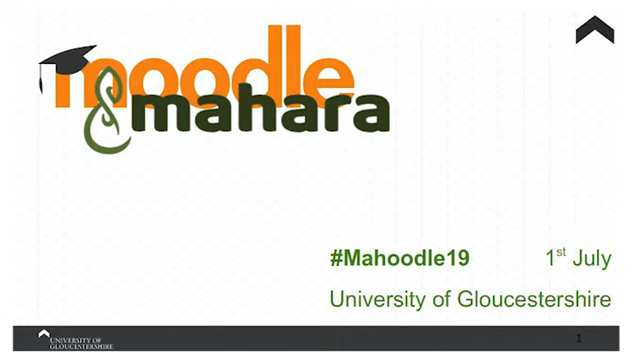 moodle
mahara
#Mahoodle19 1st July
University of Gloucestershire
UNIVERSITY OF
GLOUCESTERSHIRE
1